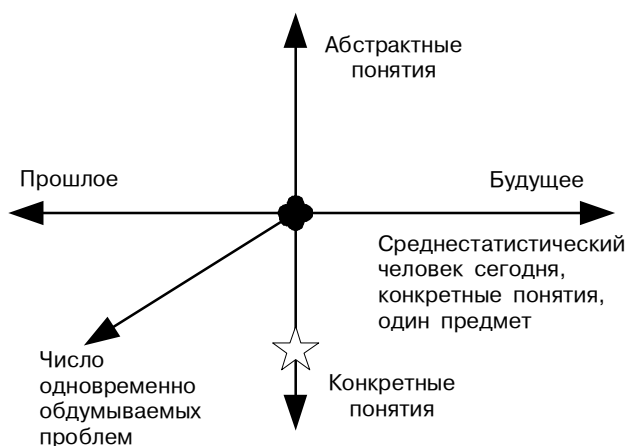 Абстрактные
понятия
Прошлое
Будущее
Среднестатистический
человек сегодня,
конкретные понятия,
один предмет
Число
одновременно
обдумываемых
проблем
Конкретные
понятия